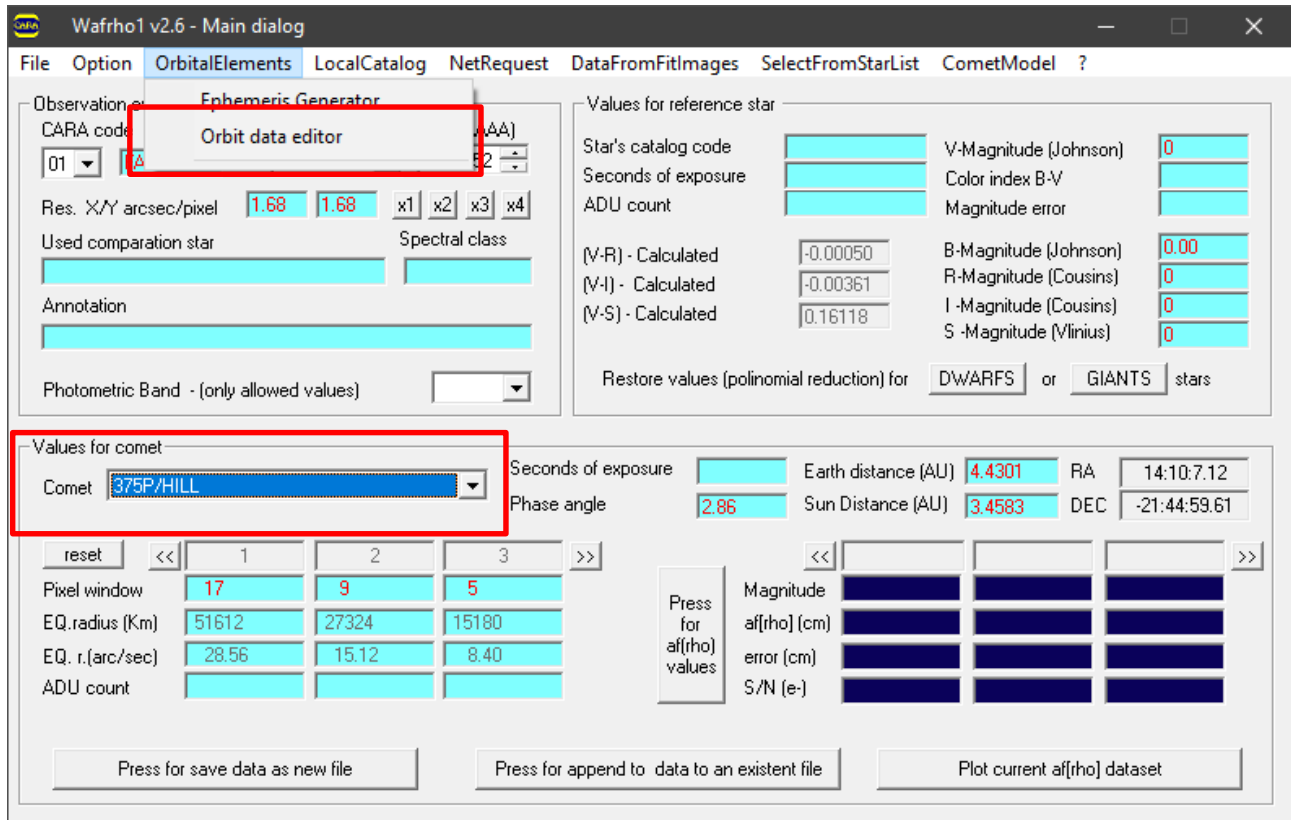 CARA Wafrho1 v2.6 - Main dialog
File Option OrbitalElements LocalCatalog NetRequest DataFromFitImages SelectFromStarList CometModel ?
Ephemeris Generator
Orbit data editor
Observation
CARA code AAA)
01 52
Res. X/Y arcsec/pixel 1.68 1.68 x1 x2 x3 x4
Used comparation star Spectral class
Annotation
Photometric Band - (only allowed values)
Values for reference star
Star's catalog code
Seconds of exposure
ADU count
V-Magnitude (Johnson) 0
Color index B-V
Magnitude error
(V-R) - Calculated -0.00050
(V-I) - Calculated -0.00361
(V-S) - Calculated 0.16118
B-Magnitude (Johnson) 0.00
R-Magnitude (Cousins) 0
I -Magnitude (Cousins) 0
S -Magnitude (Vlinius) 0
Restore values (polinomial reduction) for DWARFS or GIANTS stars
Values for comet
Comet 375P/HILL
Seconds of exposure Earth distance (AU) 4.4301 RA 14:10:7.12
Phase angle 2.86 Sun Distance (AU) 3.4583 DEC -21:44:59.61
reset << 1 2 3 >>
Pixel window 17 9 5
EQ.radius (Km) 51612 27324 15180
EQ. r.(arc/sec) 28.56 15.12 8.40
ADU count
Press
for
af(rho)
values
<< >>
Magnitude
af[rho] (cm)
error (cm)
S/N (e-)
Press for save data as new file Press for append to data to an existent file Plot current af[rho] dataset